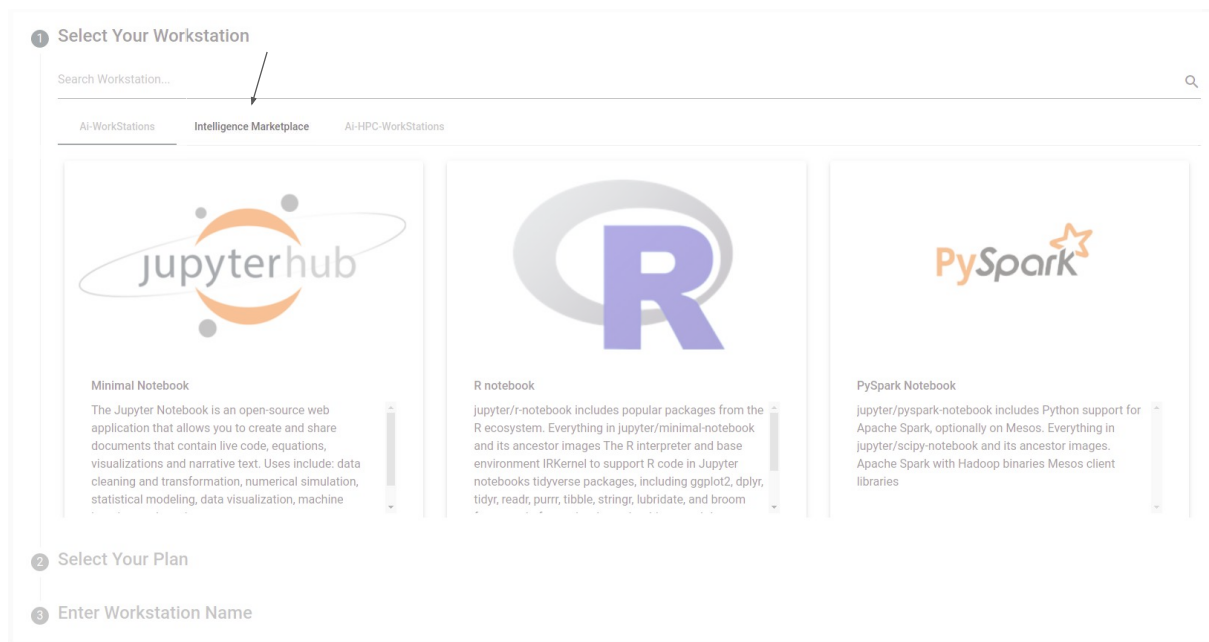 1 Select Your Workstation
Search Workstation...
Ai-WorkStations Intelligence Marketplace Ai-HPC-WorkStations
jupyterhub
Minimal Notebook
The Jupyter Notebook is an open-source web
application that allows you to create and share
documents that contain live code, equations,
visualizations and narrative text. Uses include: data
cleaning and transformation, numerical simulation,
statistical modeling, data visualization, machine
R
R notebook
jupyter/r-notebook includes popular packages from the
R ecosystem. Everything in jupyter/minimal-notebook
and its ancestor images The R interpreter and base
environment IRKernel to support R code in Jupyter
notebooks tidyverse packages, including ggplot2, dplyr,
tidyr, readr, purrr, tibble, stringr, lubridate, and broom
PySpark
PySpark Notebook
jupyter/pyspark-notebook includes Python support for
Apache Spark, optionally on Mesos. Everything in
jupyter/scipy-notebook and its ancestor images.
Apache Spark with Hadoop binaries Mesos client
libraries
2 Select Your Plan
3 Enter Workstation Name